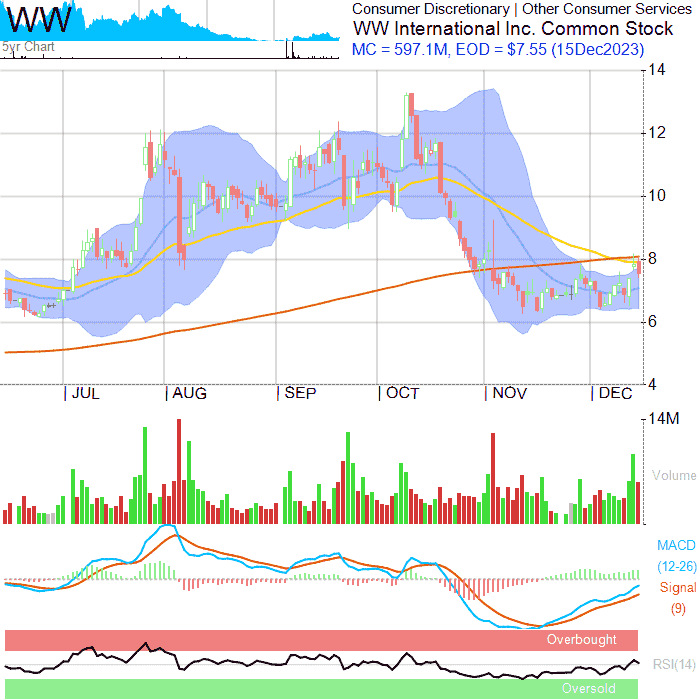 WW
5yr Chart
Consumer Discretionary | Other Consumer Services
WW International Inc. Common Stock
MC = 597.1M, EOD = $7.55 (15Dec2023)
14
12
10
8
6
4
JUL
AUG
SEP
OCT
NOV
DEC
14M
Volume
MACD
(12-26)
Signal
(9)
Overbought
RSI(14)
Oversold